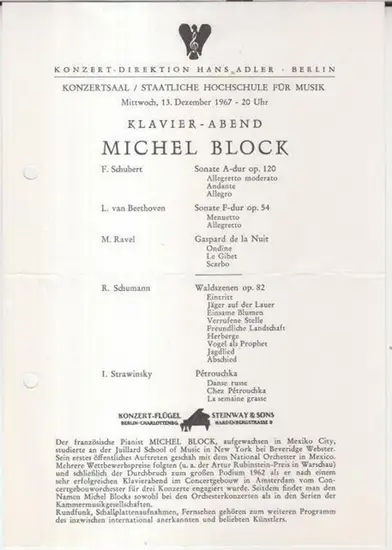 KONZERT-DIREKTION HANS ADLER - BERLIN
KONZERTSAAL / STAATLICHE HOCHSCHULE FÜR MUSIK
Mittwoch, 13. Dezember 1967 - 20 Uhr
KLAVIER-ABEND
MICHEL BLOCK
F. Schubert Sonate A-dur op. 120
Allegretto moderato
Andante
Allegro
L. van Beethoven Sonate F-dur op. 54
Menuetto
Allegretto
M. Ravel Gaspard de la Nuit
Ondine
Le Gibet
Scarbo
R. Schumann Waldszenen op. 82
Eintritt
Jäger auf der Lauer
Einsame Blumen
Verrufene Stelle
Freundliche Landschaft
Herberge
Vogel als Prophet
Jagdlied
Abschied
I. Strawinsky Pétrouchka
Danse russe
Chez Pétrouchka
La semaine grasse
KONZERT-FLÜGEL STEINWAY & SONS
BERLIN-CHARLOTTENBG. HARDENBERGSTRASSE 9
Der französische Pianist MICHEL BLOCK, aufgewachsen in Mexiko City,
studierte an der Juillard School of Music in New York bei Beveridge Webster.
Sein erstes öffentliches Auftreten geschah mit dem National Orchester in Mexico.
Mehrere Wettbewerbspreise folgten (u. a. der Artur Rubinstein-Preis in Warschau)
und schließlich der Durchbruch zum großen Podium 1962 als er nach einem
sehr erfolgreichen Klavierabend im Concertgebouw in Amsterdam vom Con-
certgebouworchester für drei Konzerte engagiert wurde. Seitdem findet man den
Namen Michel Blocks sowohl bei den Orchesterkonzerten als in den Serien der
Kammermusikgesellschaften.
Rundfunk, Schallplattenaufnahmen, Fernsehen gehören zum weiteren Programm
des inzwischen international anerkannten und beliebten Künstlers.